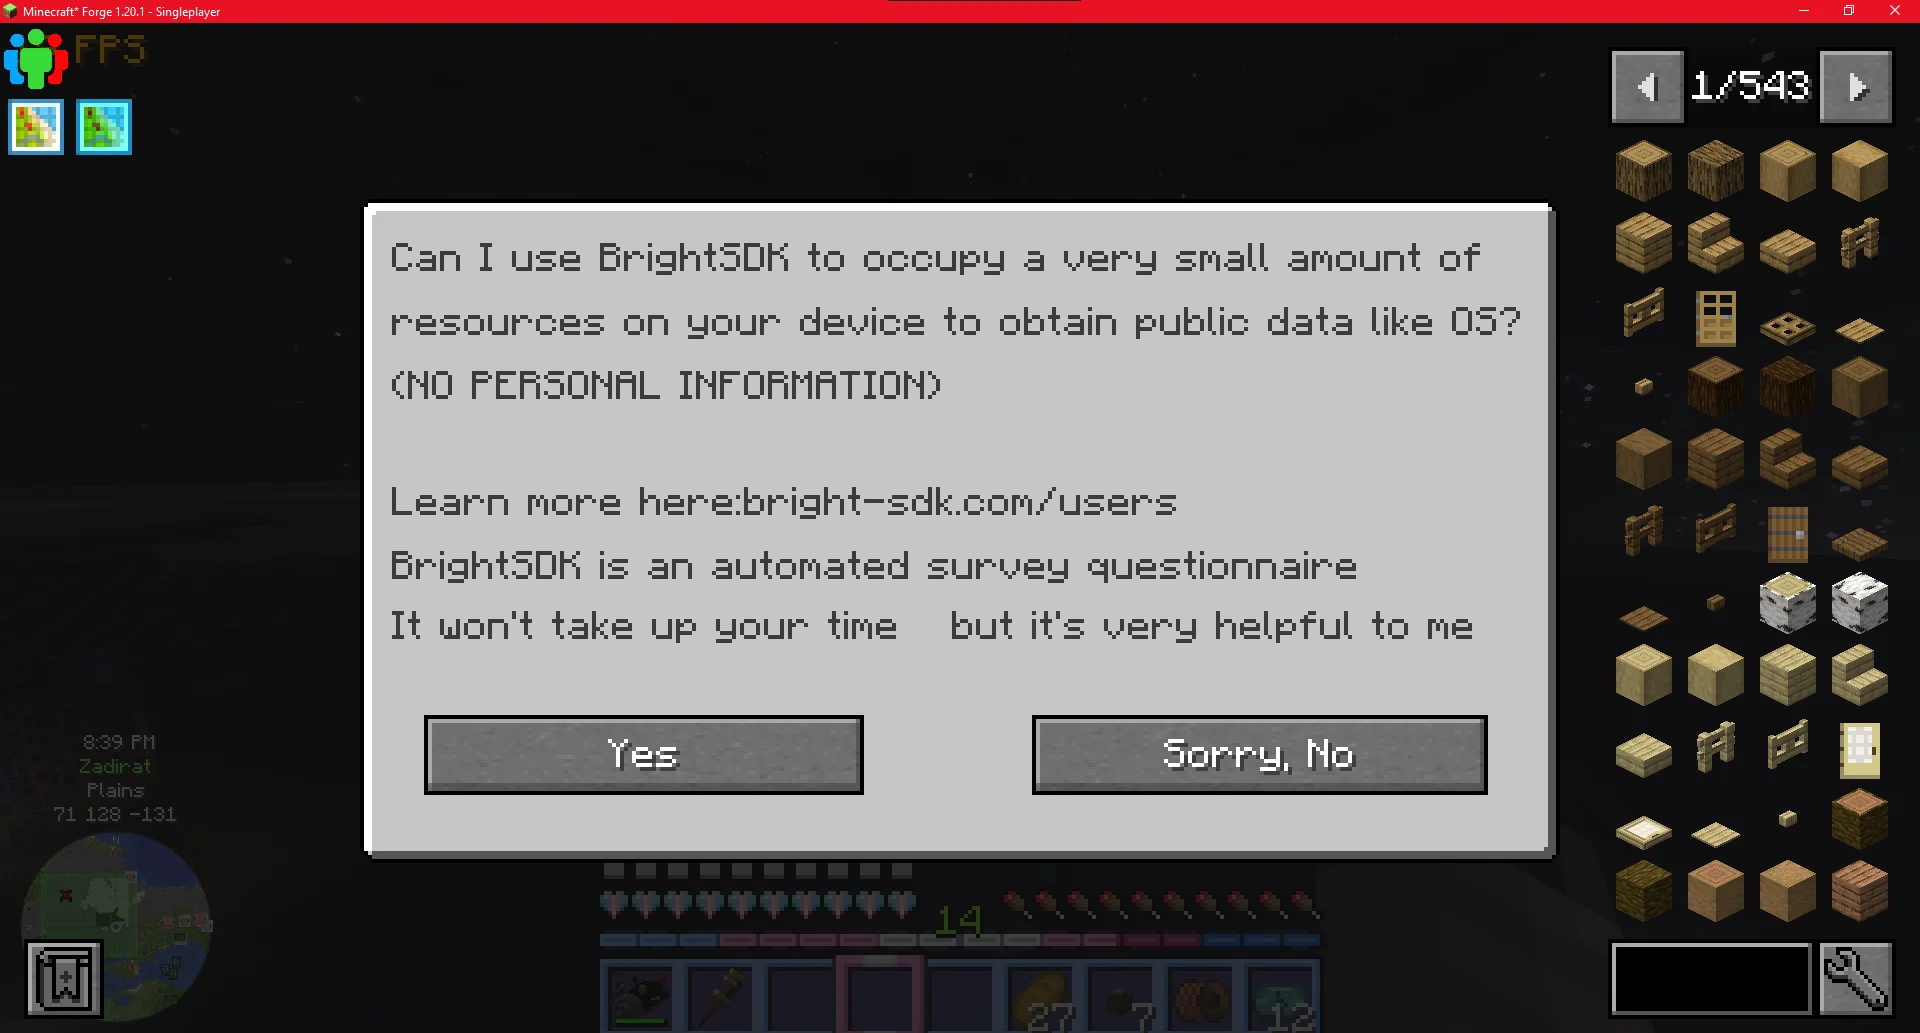 Minecraft* Forge 1.20.1 - Singleplayer
FPS
1/543
Can I use BrightSDK to occupy a very small amount of
resources on your device to obtain public data like OS?
(NO PERSONAL INFORMATION)
Learn more here:bright-sdk.com/users
BrightSDK is an automated survey questionnaire
It won't take up your time but it's very helpful to me
Yes
Sorry, No
8:39 PM
Zadirat
Plains
71 128 -131
N
14
27
7
12